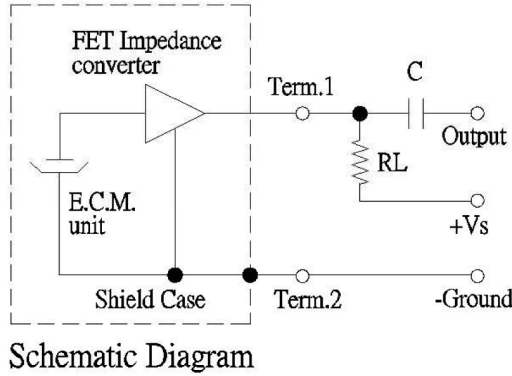 FET Impedance
converter
Term.1
C
Output
RL
E.C.M.
unit
+Vs
Shield Case
Term.2
-Ground
Schematic Diagram